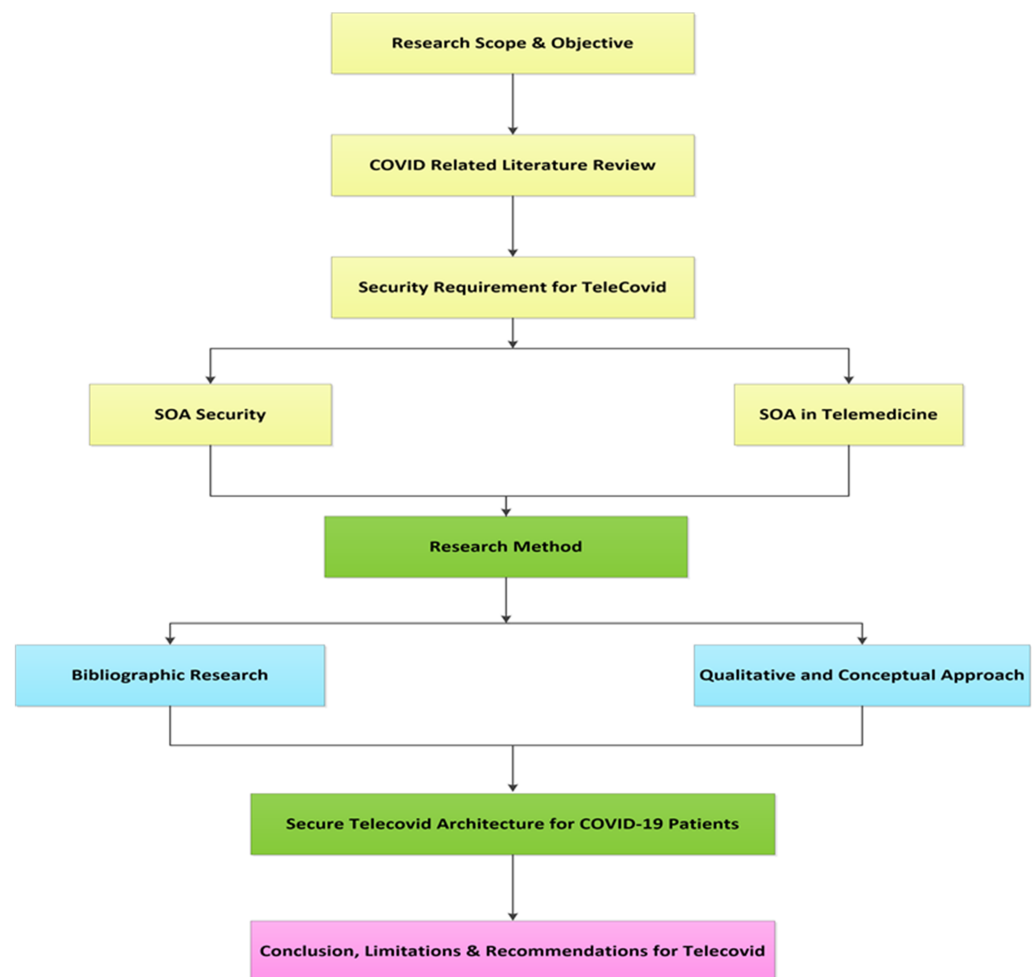 Research Scope & Objective
COVID Related Literature Review
Security Requirement for TeleCovid
SOA Security
SOA in Telemedicine
Research Method
Bibliographic Research
Qualitative and Conceptual Approach
Secure Telecovid Architecture for COVID-19 Patients
Conclusion, Limitations & Recommendations for Telecovid